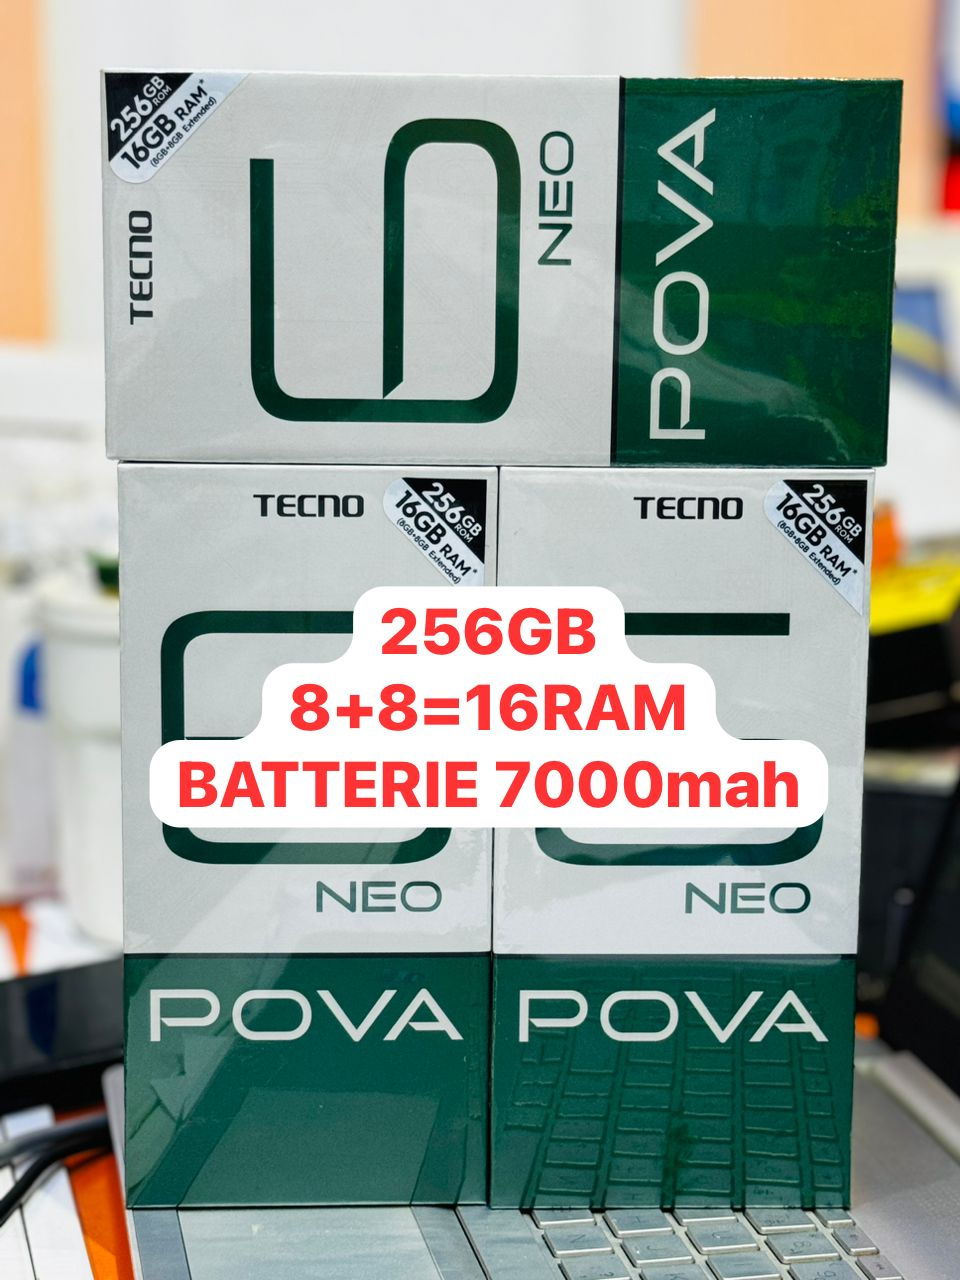 256GB
ROM
16GB RAM*
(8GB+8GB Extended)
TECNO
6
NEO
POVA
TECNO
256GB
ROM
16GB RAM*
(8GB+8GB Extended)
TECNO
256GB
ROM
16GB RAM*
(8GB+8GB Extended)
256GB
8+8=16RAM
BATTERIE 7000mah
NEO
NEO
POVA
POVA